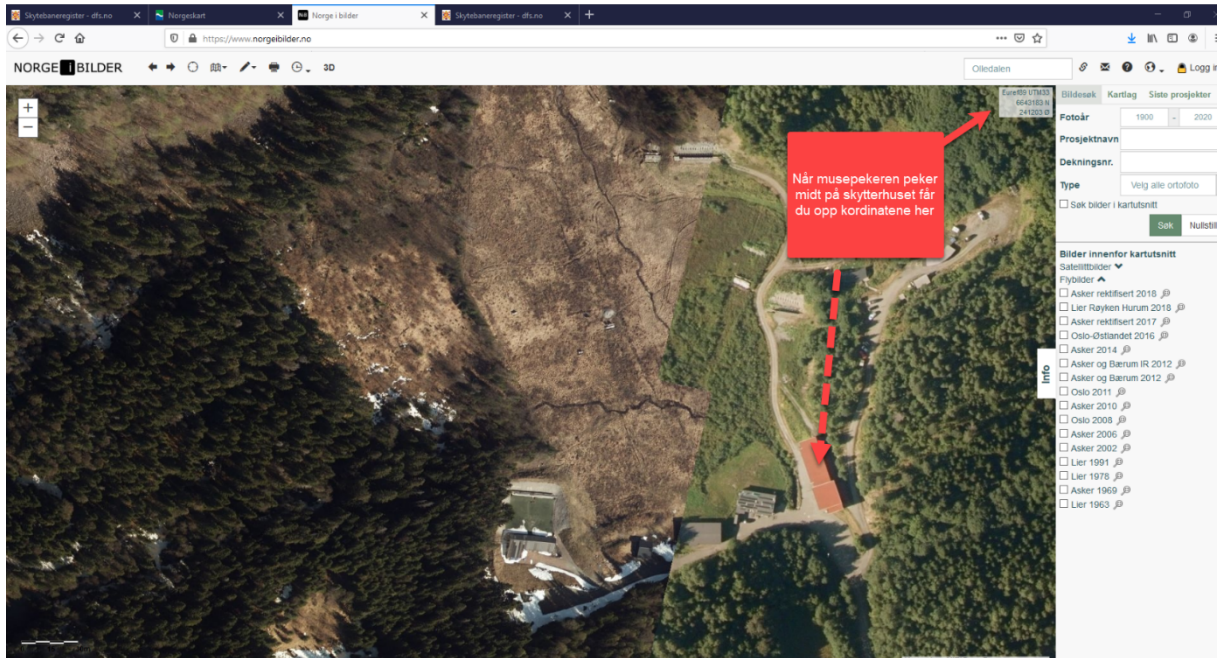 Skytebaneregister - dfs.no
Norgeskart
Norge i bilder
Skytebaneregister - dfs.no
https://www.norgeibilder.no
NORGE i BILDER
3D
Olledalen
Logg in
Euref89 UTM33
6643183 N
241203 Ø
Når musepekeren peker
midt på skytterhuset får
du opp kordinatene her
Info
Bildesøk Kartlag Siste prosjekter
Fotoår 1900 - 2020
Prosjektnavn
Dekningsnr.
Type Velg alle ortofoto
Søk bilder i kartutsnitt
Søk Nullstill
Bilder innenfor kartutsnitt
Satellittbilder
Flybilder
Asker rektifisert 2018
Lier Røyken Hurum 2018
Asker rektifisert 2017
Oslo-Østlandet 2016
Asker 2014
Asker og Bærum IR 2012
Asker og Bærum 2012
Oslo 2011
Asker 2010
Oslo 2008
Asker 2006
Asker 2002
Lier 1991
Lier 1978
Asker 1969
Lier 1963